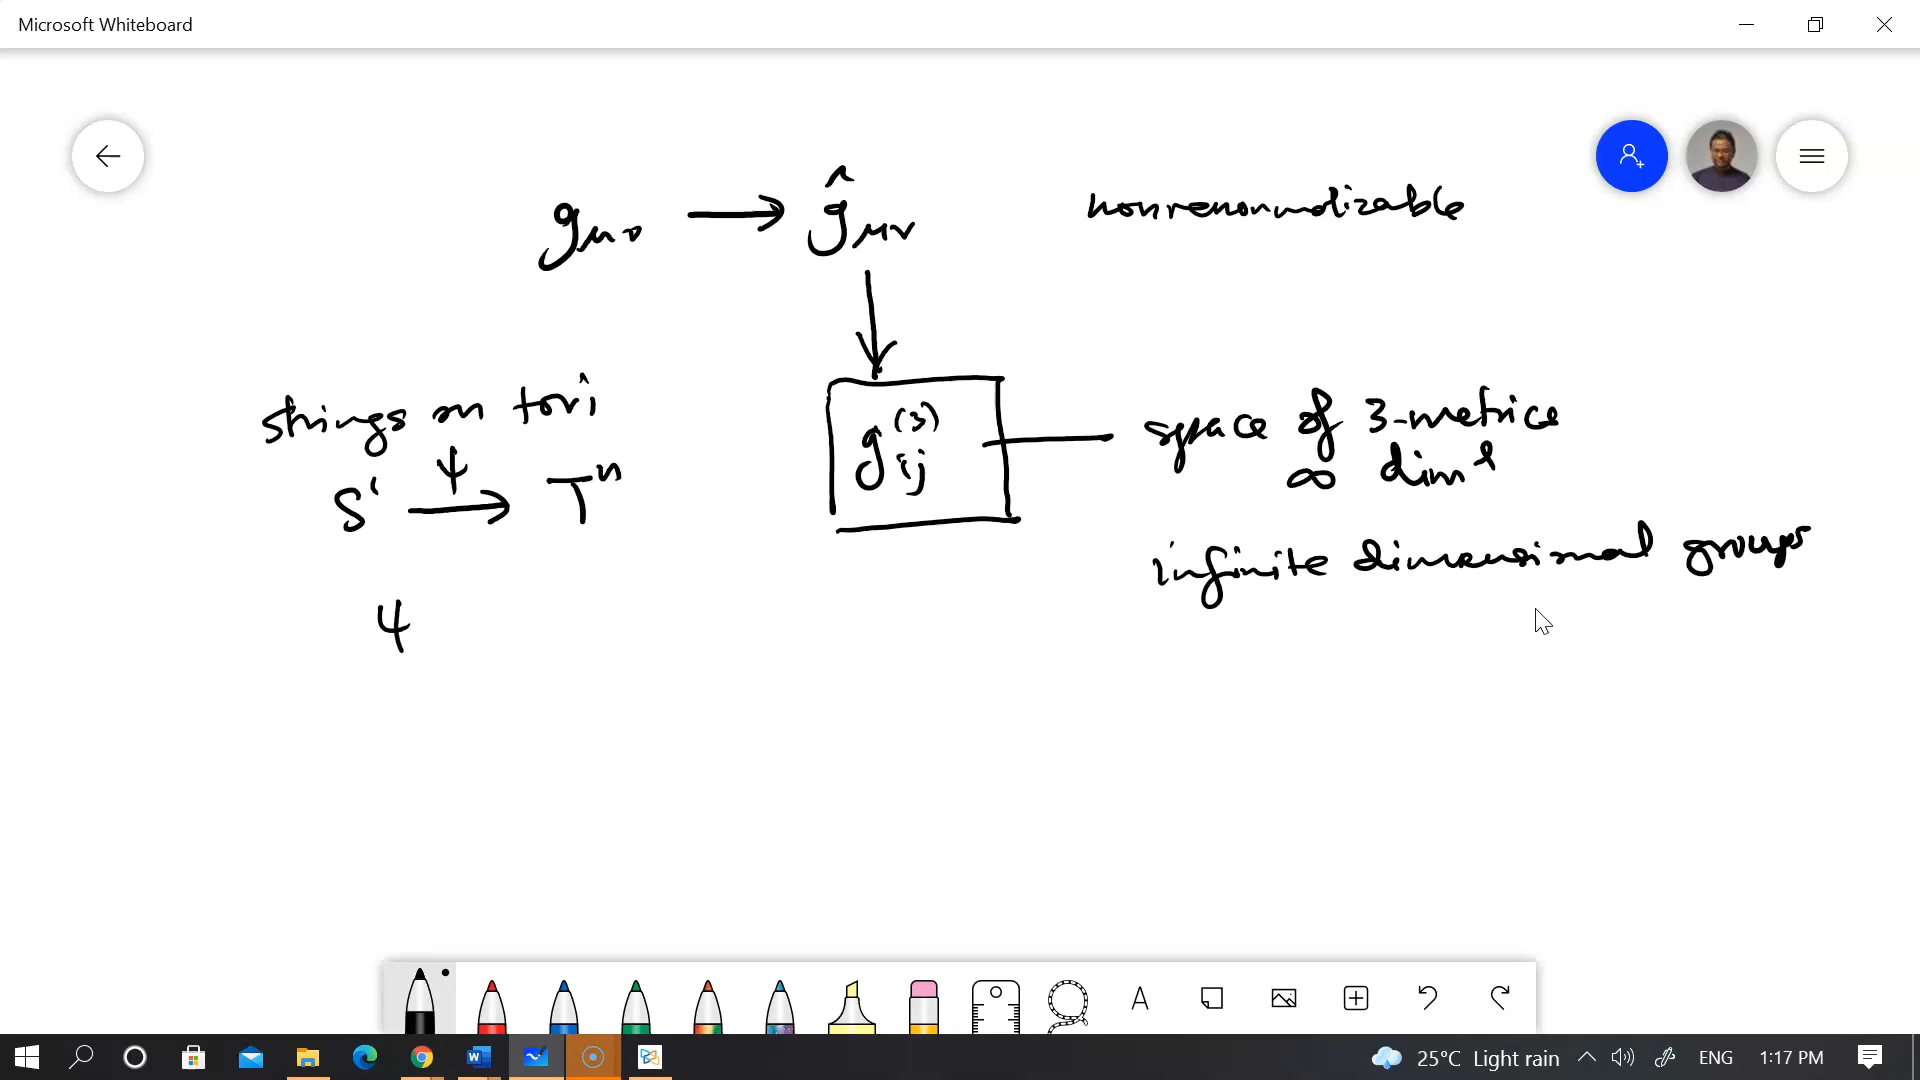 Microsoft Whiteboard
gμν → ĝμν nonrenormalizable
strings on tori
S¹ ψ→ Tⁿ
ψ
g⁽³⁾ij
space of 3-metrics
∞ diml
infinite dimensional groups
25°C Light rain ENG 1:17 PM